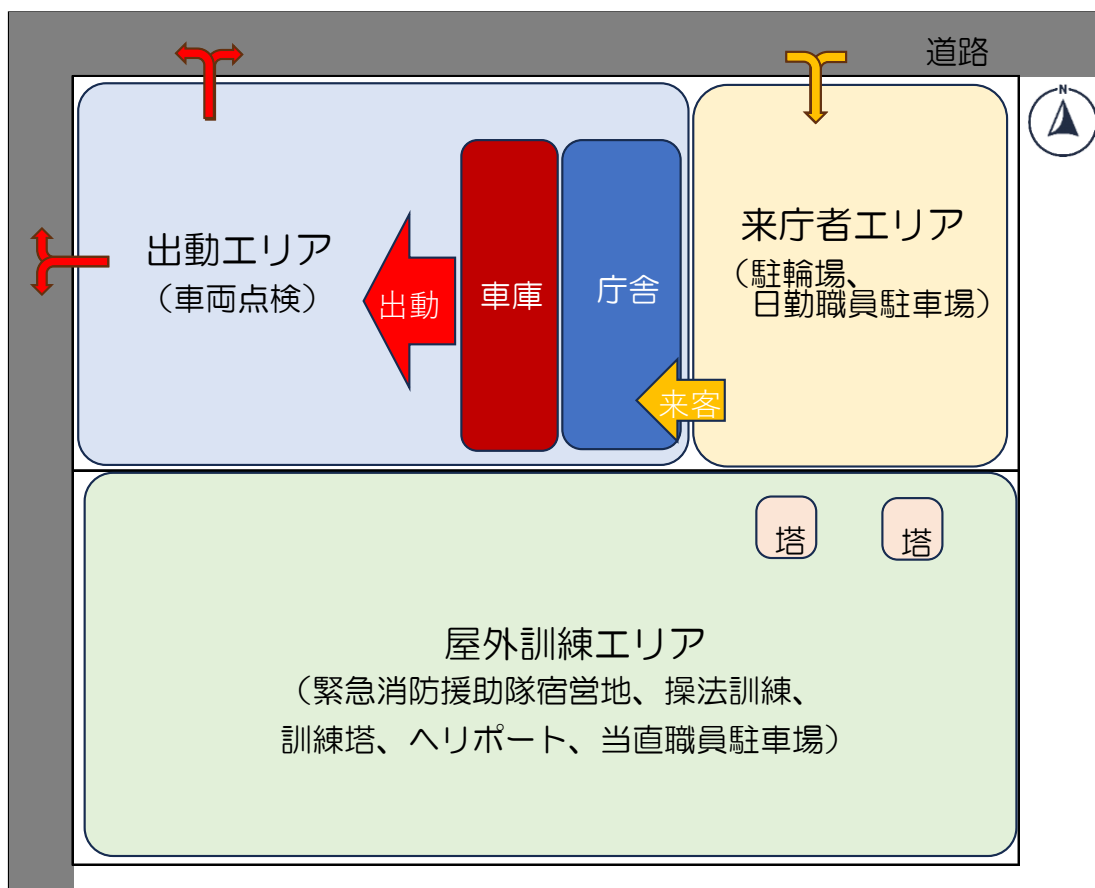 道路
N
出動エリア
(車両点検)
出動
車庫
庁舎
来客
来庁者エリア
(駐輪場、
日勤職員駐車場)
塔
塔
屋外訓練エリア
(緊急消防援助隊宿営地、操法訓練、
訓練塔、ヘリポート、当直職員駐車場)